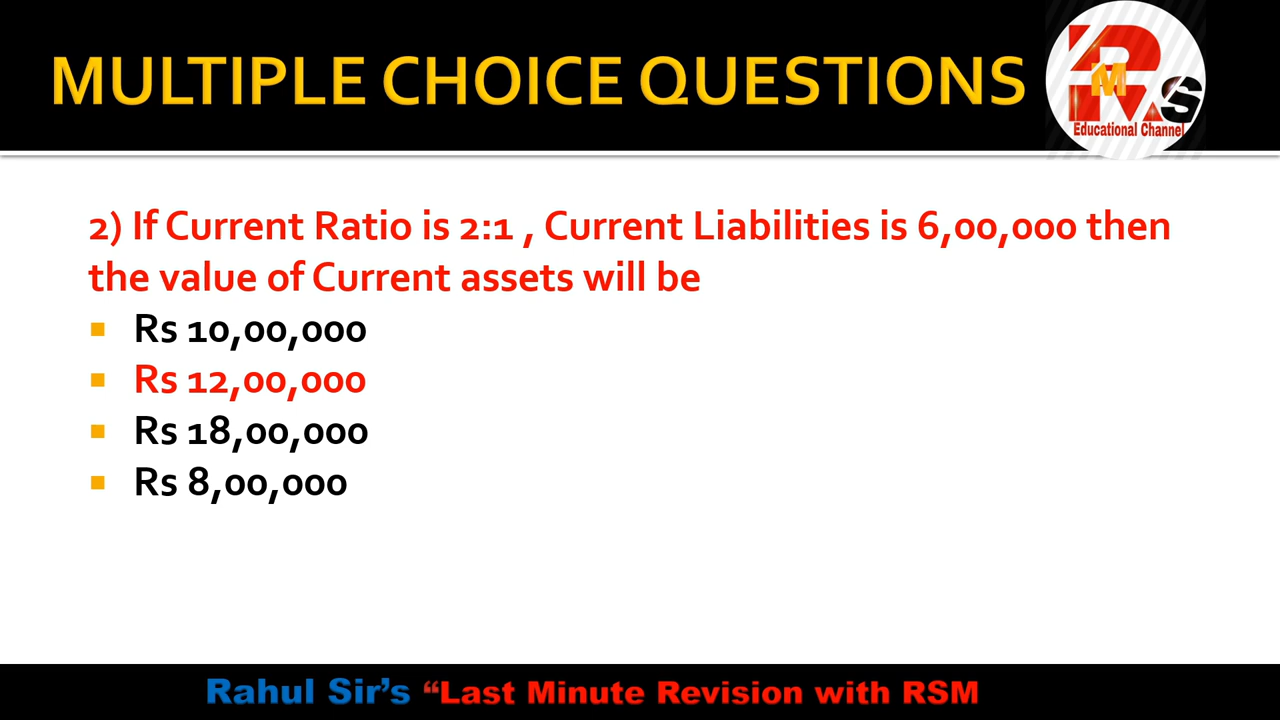 MULTIPLE CHOICE QUESTIONS
RMS
Educational Channel
2) If Current Ratio is 2:1 , Current Liabilities is 6,00,000 then
the value of Current assets will be
Rs 10,00,000
Rs 12,00,000
Rs 18,00,000
Rs 8,00,000
Rahul Sir's “Last Minute Revision with RSM